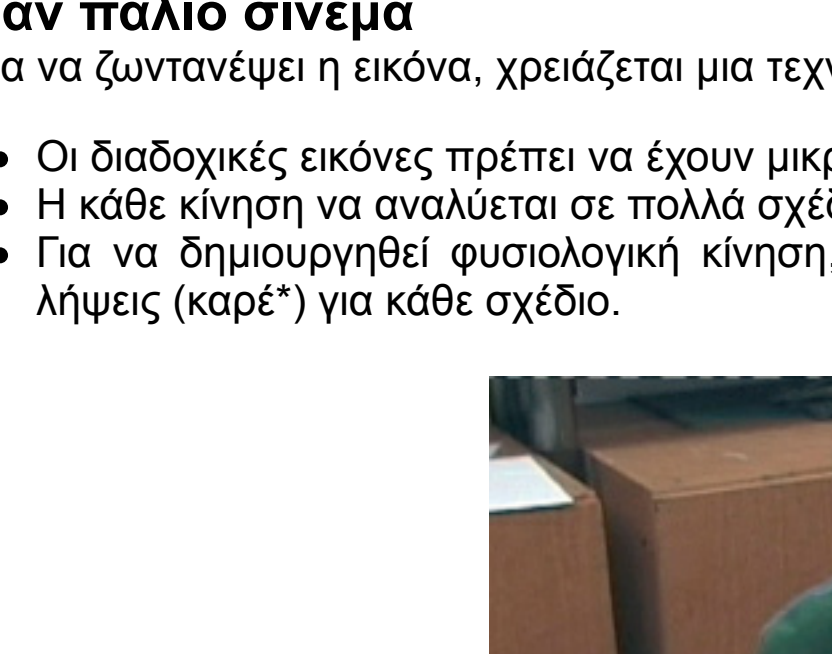 αν παλιό σινεμά
α να ζωντανέψει η εικόνα, χρειάζεται μια τεχν
• Οι διαδοχικές εικόνες πρέπει να έχουν μικρ
• Η κάθε κίνηση να αναλύεται σε πολλά σχέδ
• Για να δημιουργηθεί φυσιολογική κίνηση,
λήψεις (καρέ*) για κάθε σχέδιο.